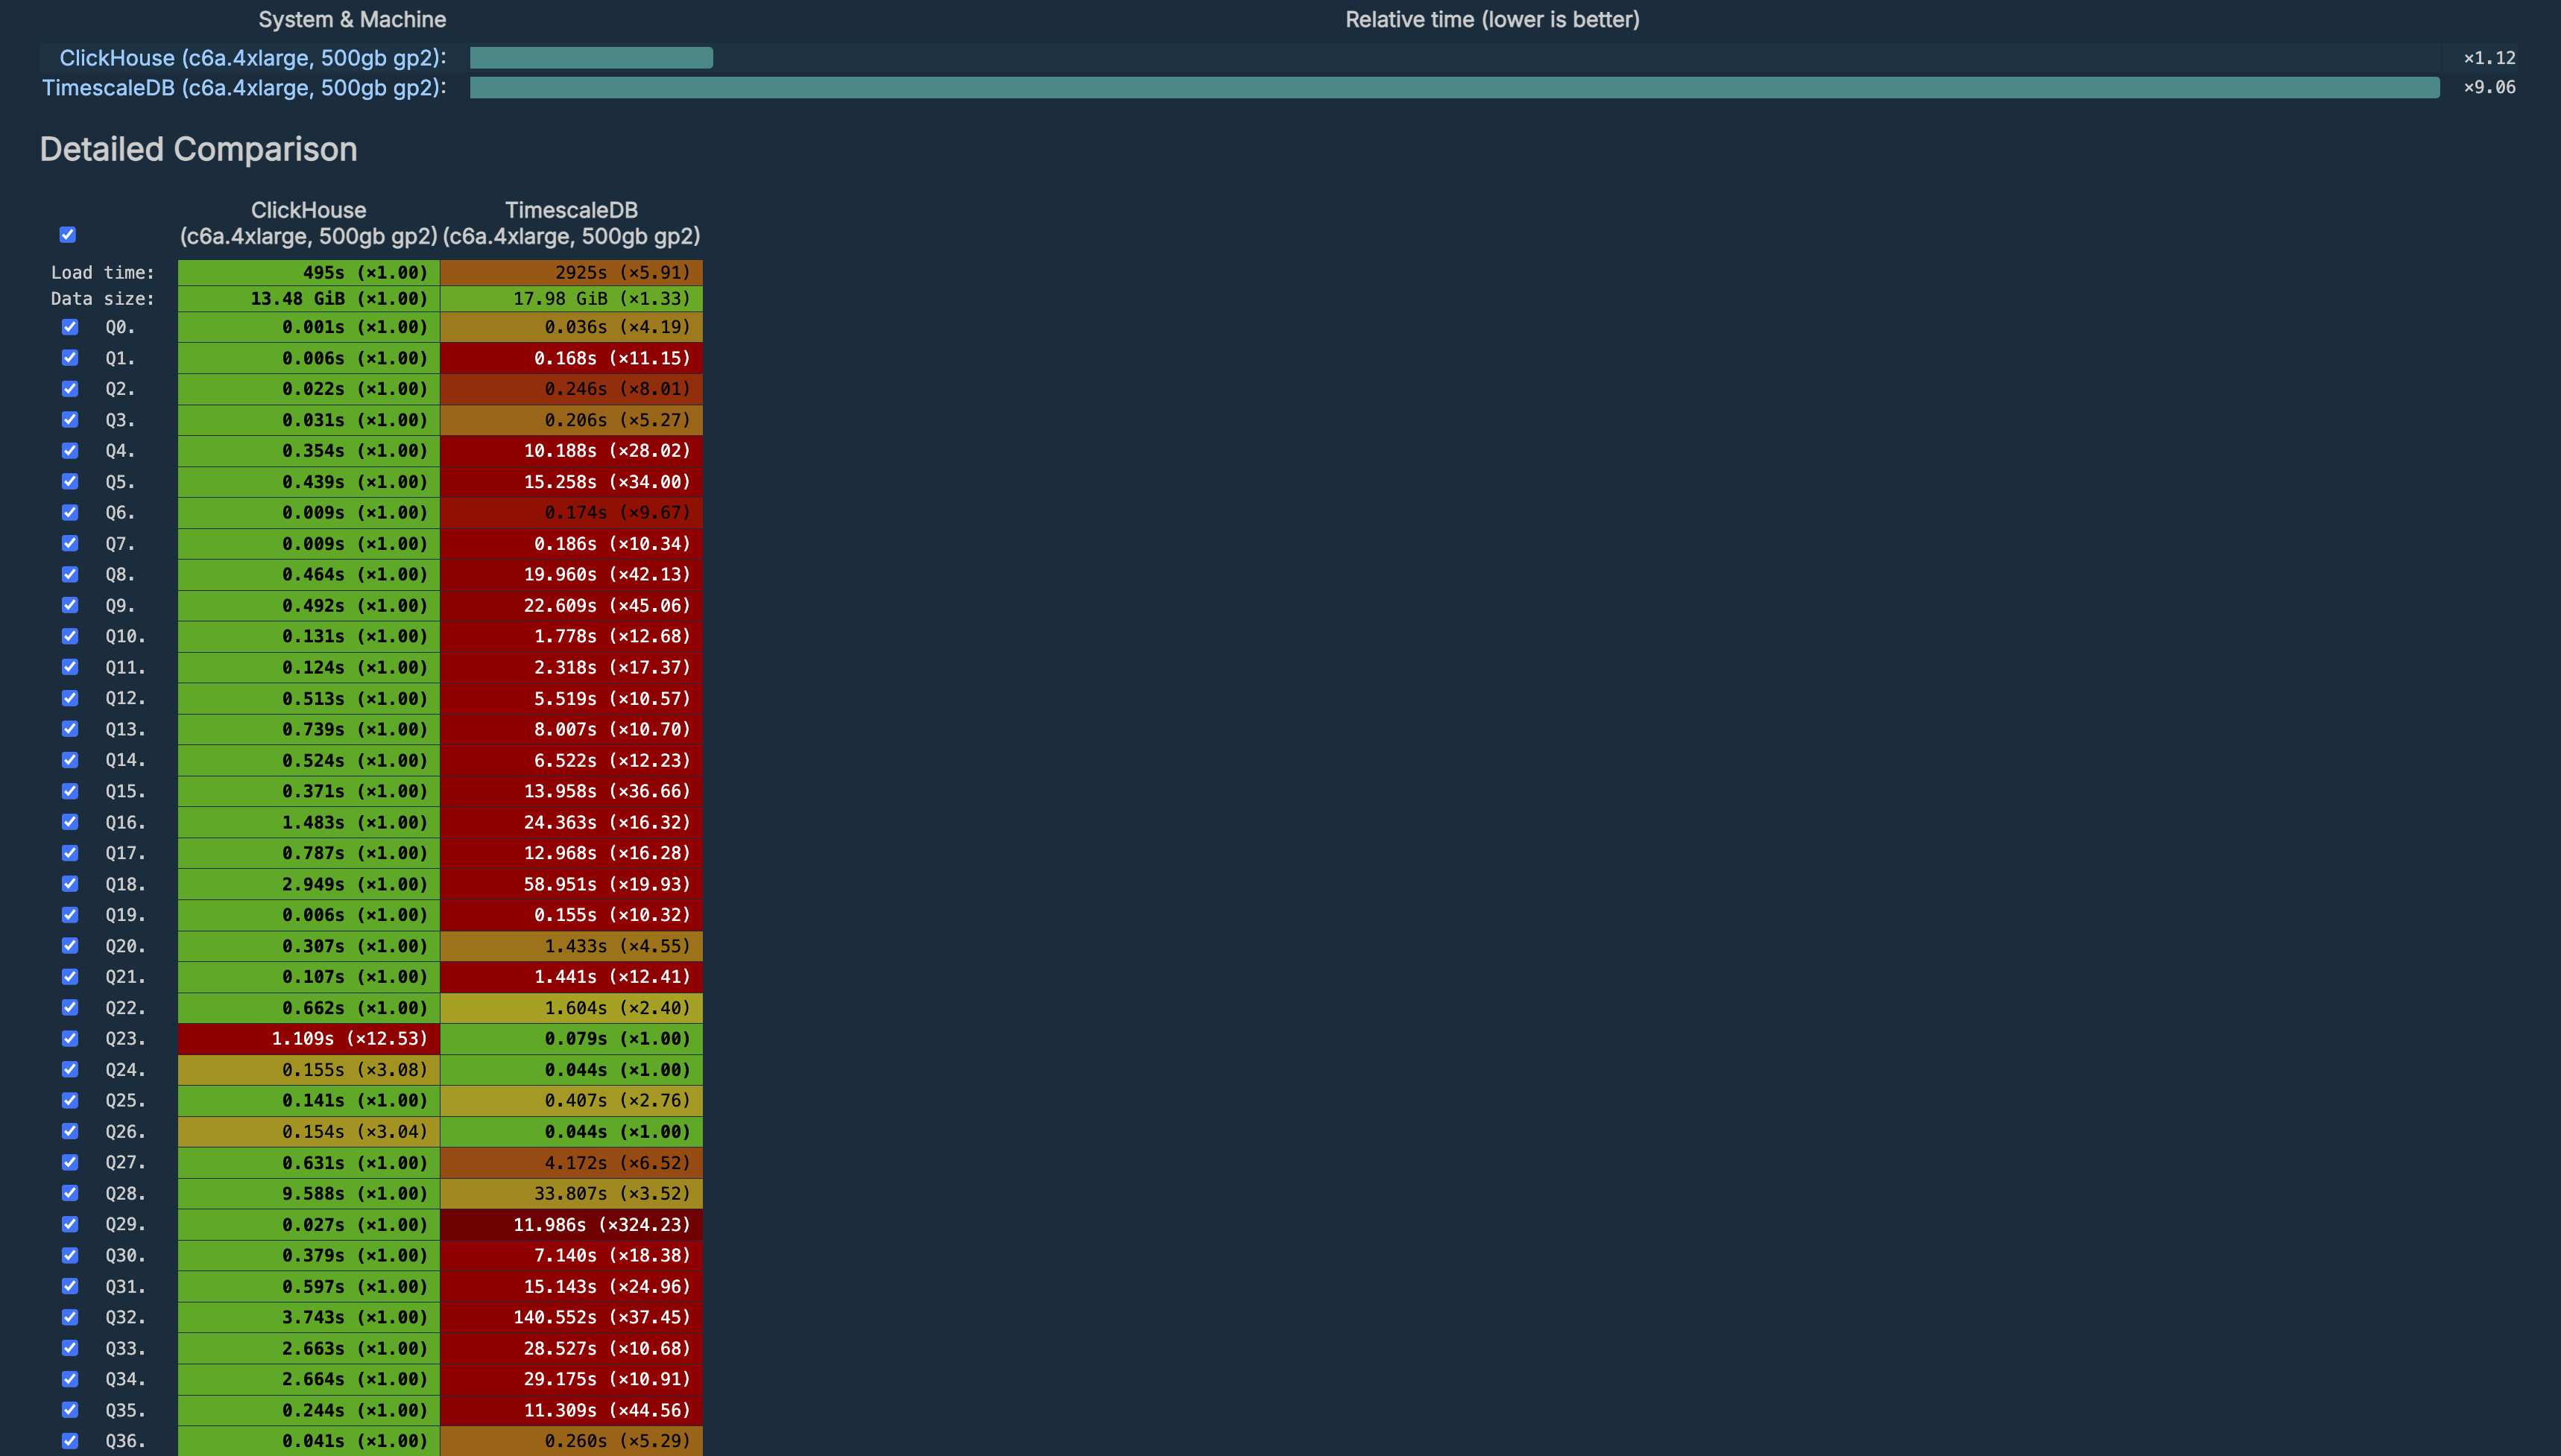 System & Machine Relative time (lower is better)
ClickHouse (c6a.4xlarge, 500gb gp2): ×1.12
TimescaleDB (c6a.4xlarge, 500gb gp2): ×9.06
Detailed Comparison
ClickHouse TimescaleDB
(c6a.4xlarge, 500gb gp2) (c6a.4xlarge, 500gb gp2)
Load time: 495s (×1.00) 2925s (×5.91)
Data size: 13.48 GiB (×1.00) 17.98 GiB (×1.33)
Q0. 0.001s (×1.00) 0.036s (×4.19)
Q1. 0.006s (×1.00) 0.168s (×11.15)
Q2. 0.022s (×1.00) 0.246s (×8.01)
Q3. 0.031s (×1.00) 0.206s (×5.27)
Q4. 0.354s (×1.00) 10.188s (×28.02)
Q5. 0.439s (×1.00) 15.258s (×34.00)
Q6. 0.009s (×1.00) 0.174s (×9.67)
Q7. 0.009s (×1.00) 0.186s (×10.34)
Q8. 0.464s (×1.00) 19.960s (×42.13)
Q9. 0.492s (×1.00) 22.609s (×45.06)
Q10. 0.131s (×1.00) 1.778s (×12.68)
Q11. 0.124s (×1.00) 2.318s (×17.37)
Q12. 0.513s (×1.00) 5.519s (×10.57)
Q13. 0.739s (×1.00) 8.007s (×10.70)
Q14. 0.524s (×1.00) 6.522s (×12.23)
Q15. 0.371s (×1.00) 13.958s (×36.66)
Q16. 1.483s (×1.00) 24.363s (×16.32)
Q17. 0.787s (×1.00) 12.968s (×16.28)
Q18. 2.949s (×1.00) 58.951s (×19.93)
Q19. 0.006s (×1.00) 0.155s (×10.32)
Q20. 0.307s (×1.00) 1.433s (×4.55)
Q21. 0.107s (×1.00) 1.441s (×12.41)
Q22. 0.662s (×1.00) 1.604s (×2.40)
Q23. 1.109s (×12.53) 0.079s (×1.00)
Q24. 0.155s (×3.08) 0.044s (×1.00)
Q25. 0.141s (×1.00) 0.407s (×2.76)
Q26. 0.154s (×3.04) 0.044s (×1.00)
Q27. 0.631s (×1.00) 4.172s (×6.52)
Q28. 9.588s (×1.00) 33.807s (×3.52)
Q29. 0.027s (×1.00) 11.986s (×324.23)
Q30. 0.379s (×1.00) 7.140s (×18.38)
Q31. 0.597s (×1.00) 15.143s (×24.96)
Q32. 3.743s (×1.00) 140.552s (×37.45)
Q33. 2.663s (×1.00) 28.527s (×10.68)
Q34. 2.664s (×1.00) 29.175s (×10.91)
Q35. 0.244s (×1.00) 11.309s (×44.56)
Q36. 0.041s (×1.00) 0.260s (×5.29)